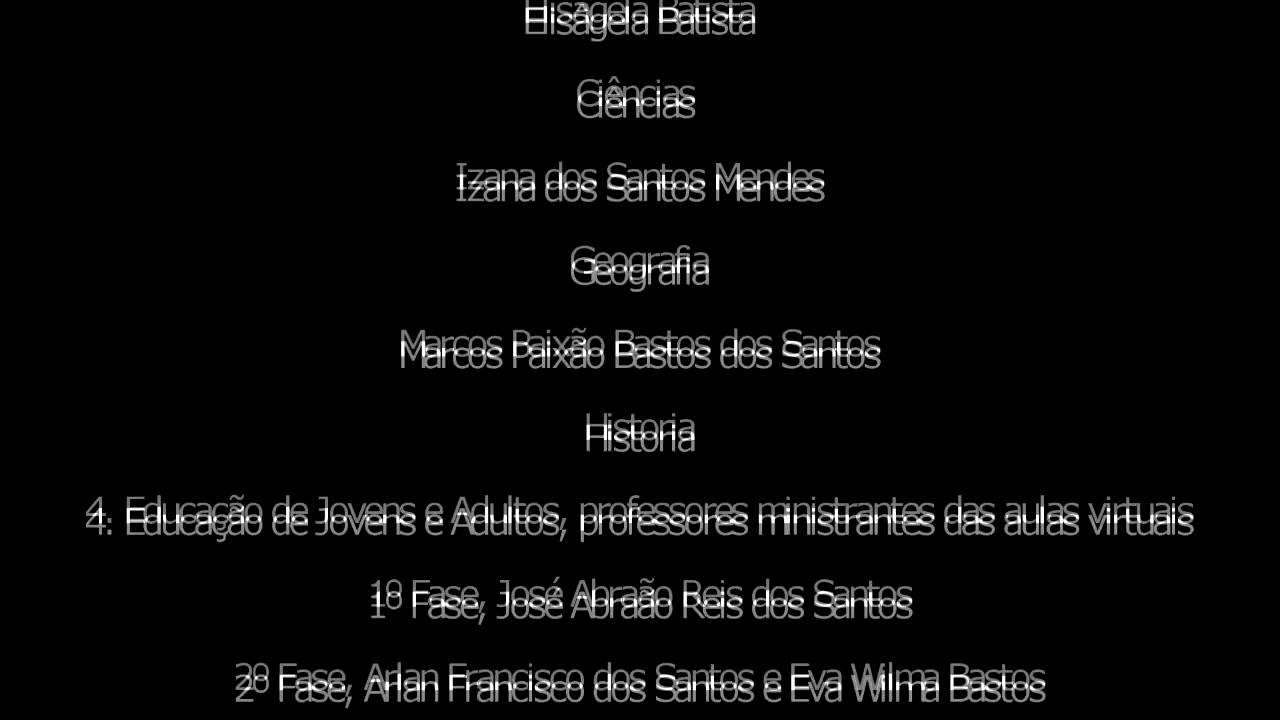 Elisâgela Batista
Ciências
Izana dos Santos Mendes
Geografia
Marcos Paixão Bastos dos Santos
Historia
4. Educação de Jovens e Adultos, professores ministrantes das aulas virtuais
1º Fase, José Abraão Reis dos Santos
2º Fase, Arlan Francisco dos Santos e Eva Wilma Bastos